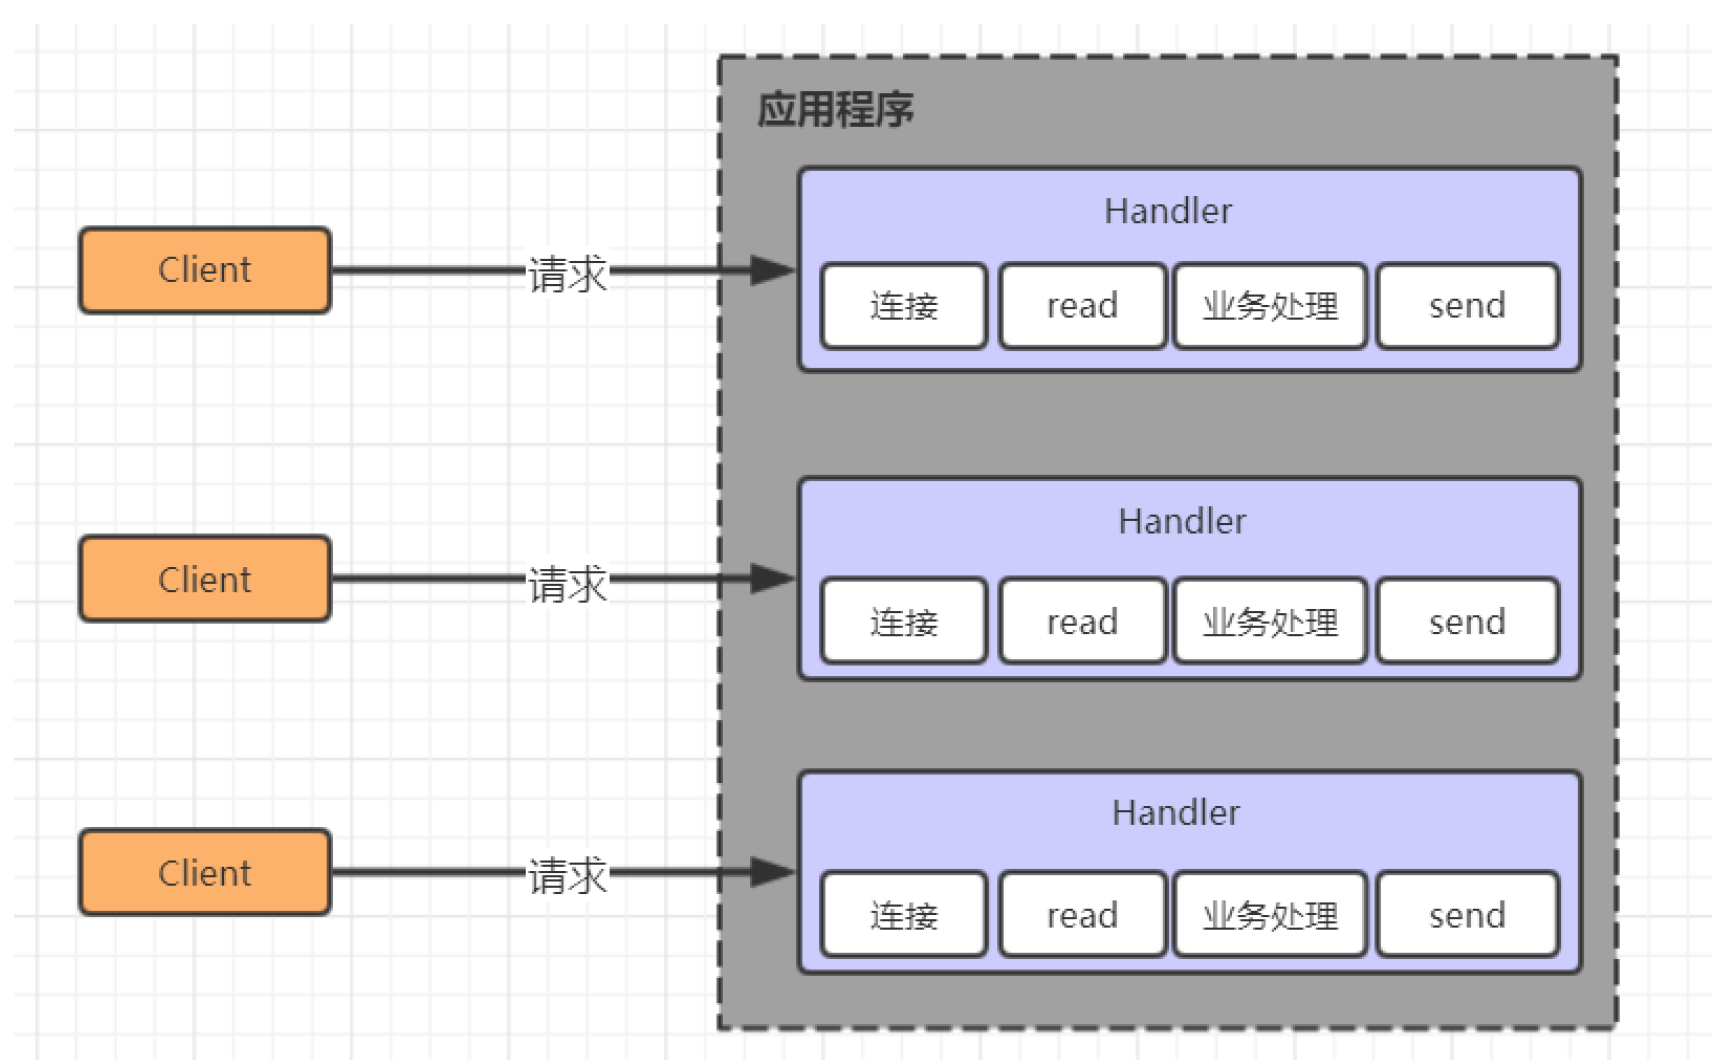 应用程序
Handler
Client
请求
连接
read
业务处理
send
Handler
Client
请求
连接
read
业务处理
send
Handler
Client
请求
连接
read
业务处理
send